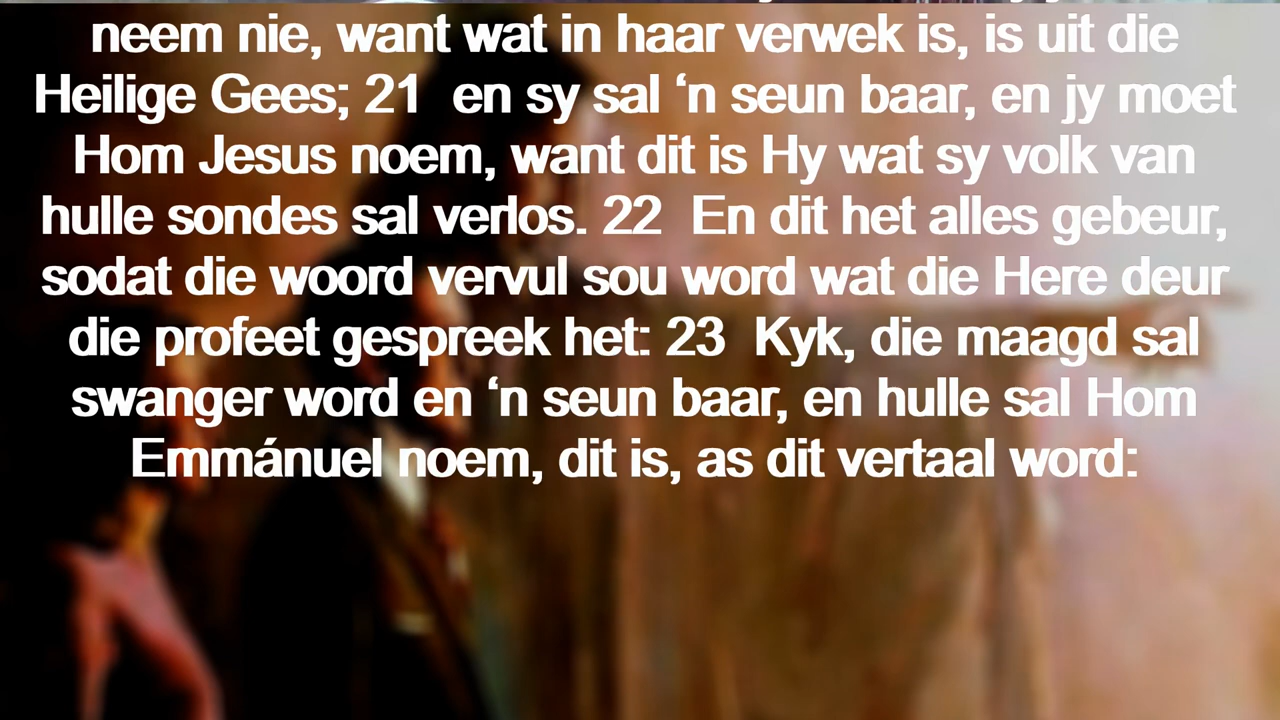 neem nie, want wat in haar verwek is, is uit die
Heilige Gees; 21 en sy sal ‘n seun baar, en jy moet
Hom Jesus noem, want dit is Hy wat sy volk van
hulle sondes sal verlos. 22 En dit het alles gebeur,
sodat die woord vervul sou word wat die Here deur
die profeet gespreek het: 23 Kyk, die maagd sal
swanger word en ‘n seun baar, en hulle sal Hom
Emmánuel noem, dit is, as dit vertaal word: